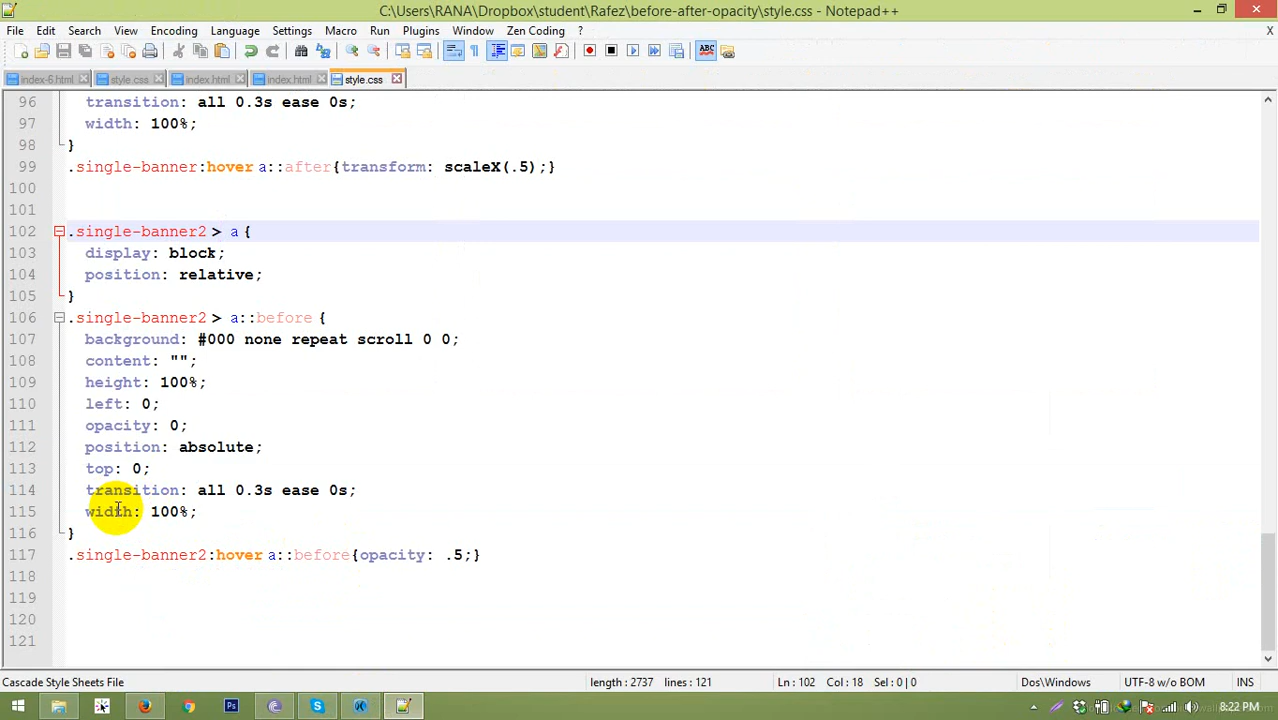 C:\Users\RANA\Dropbox\student\Rafez\before-after-opacity\style.css - Notepad++
File Edit Search View Encoding Language Settings Macro Run Plugins Window Zen Coding ? X
ABC
index-6.html style.css index.html index.html style.css
96 transition: all 0.3s ease 0s;
97 width: 100%;
98 }
99 .single-banner:hover a::after{transform: scaleX(.5);}
100
101
102 .single-banner2 > a {
103 display: block;
104 position: relative;
105 }
106 .single-banner2 > a::before {
107 background: #000 none repeat scroll 0 0;
108 content: "";
109 height: 100%;
110 left: 0;
111 opacity: 0;
112 position: absolute;
113 top: 0;
114 transition: all 0.3s ease 0s;
115 width: 100%;
116 }
117 .single-banner2:hover a::before{opacity: .5;}
118
119
120
121
Cascade Style Sheets File length : 2737 lines : 121 Ln : 102 Col : 18 Sel : 0 | 0 Dos\Windows UTF-8 w/o BOM INS
Ps 8:22 PM